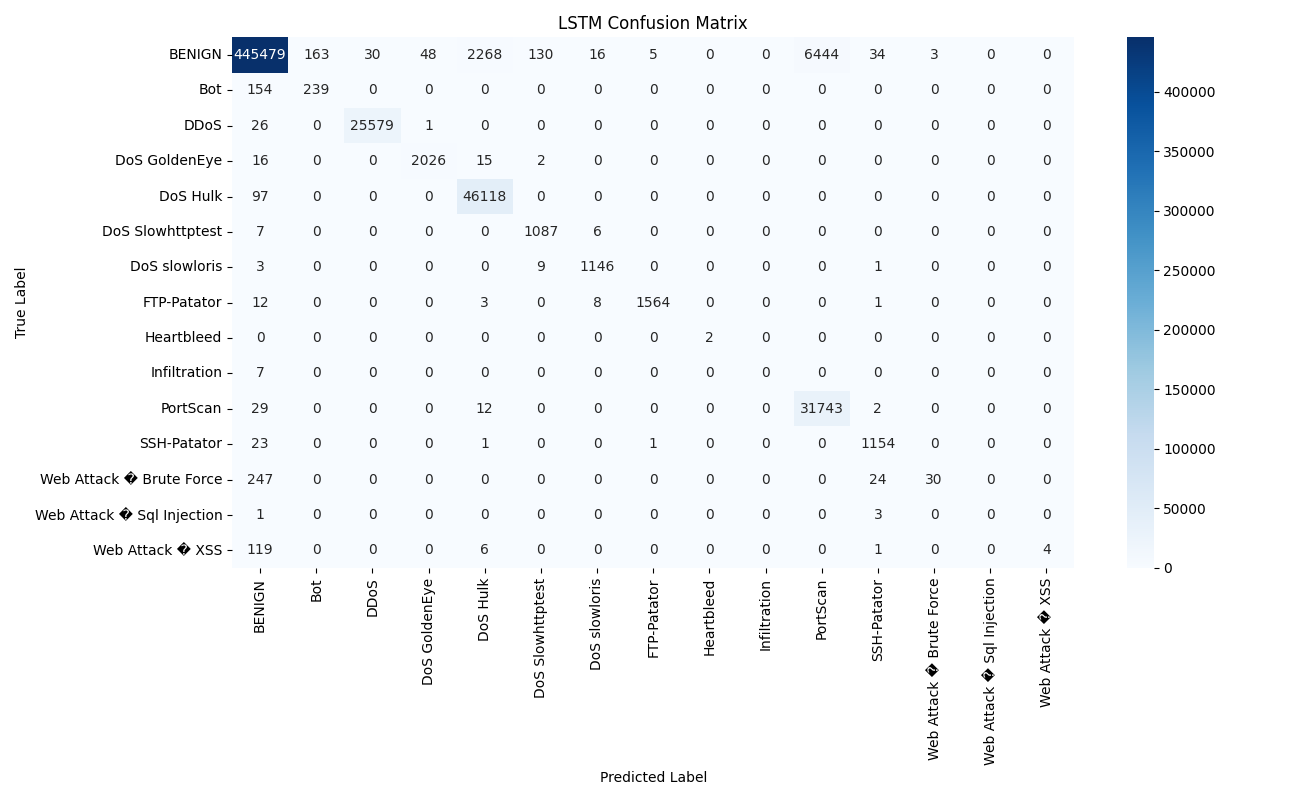 LSTM Confusion Matrix
BENIGN 445479 163 30 48 2268 130 16 5 0 0 6444 34 3 0 0
Bot 154 239 0 0 0 0 0 0 0 0 0 0 0 0 0
DDoS 26 0 25579 1 0 0 0 0 0 0 0 0 0 0 0
DoS GoldenEye 16 0 0 2026 15 2 0 0 0 0 0 0 0 0 0
DoS Hulk 97 0 0 0 46118 0 0 0 0 0 0 0 0 0 0
DoS Slowhttptest 7 0 0 0 0 1087 6 0 0 0 0 0 0 0 0
DoS slowloris 3 0 0 0 0 9 1146 0 0 0 0 1 0 0 0
FTP-Patator 12 0 0 0 3 0 8 1564 0 0 0 1 0 0 0
Heartbleed 0 0 0 0 0 0 0 0 2 0 0 0 0 0 0
Infiltration 7 0 0 0 0 0 0 0 0 0 0 0 0 0 0
PortScan 29 0 0 0 12 0 0 0 0 0 31743 2 0 0 0
SSH-Patator 23 0 0 0 1 0 0 1 0 0 0 1154 0 0 0
Web Attack � Brute Force 247 0 0 0 0 0 0 0 0 0 0 24 30 0 0
Web Attack � Sql Injection 1 0 0 0 0 0 0 0 0 0 0 3 0 0 0
Web Attack � XSS 119 0 0 0 6 0 0 0 0 0 0 1 0 0 4
True Label
BENIGN
Bot
DDoS
DoS GoldenEye
DoS Hulk
DoS Slowhttptest
DoS slowloris
FTP-Patator
Heartbleed
Infiltration
PortScan
SSH-Patator
Web Attack � Brute Force
Web Attack � Sql Injection
Web Attack � XSS
Predicted Label
400000
350000
300000
250000
200000
150000
100000
50000
0